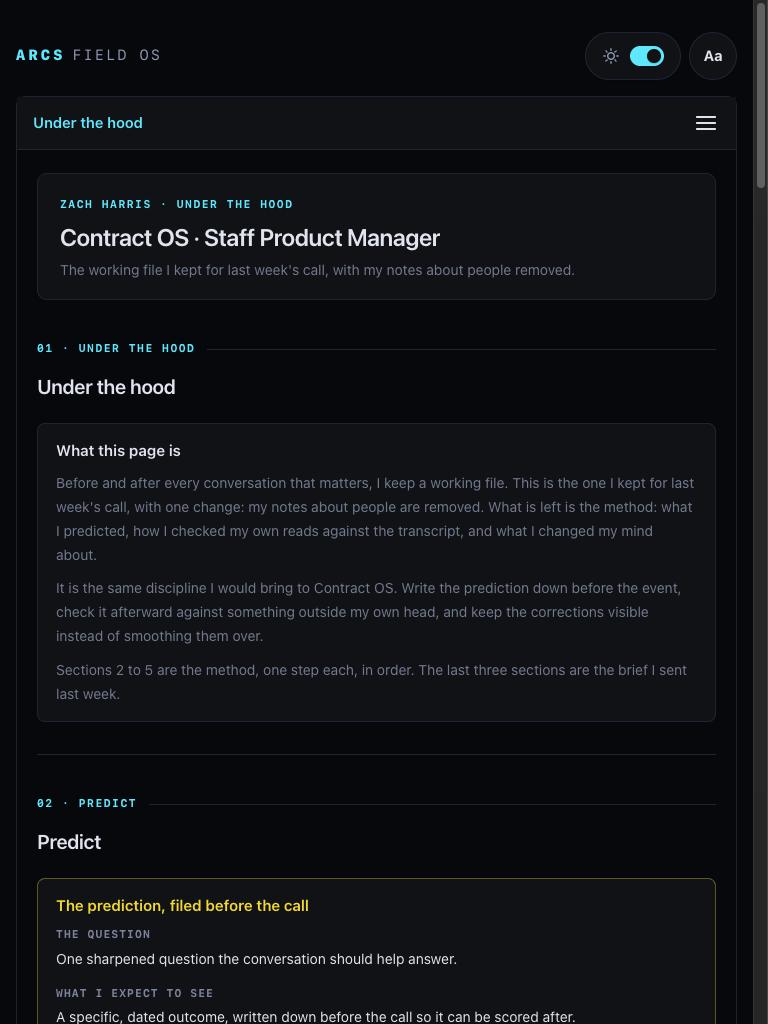 ARCS FIELD OS
Aa
Under the hood
ZACH HARRIS · UNDER THE HOOD
Contract OS · Staff Product Manager
The working file I kept for last week's call, with my notes about people removed.
01 · UNDER THE HOOD
Under the hood
What this page is
Before and after every conversation that matters, I keep a working file. This is the one I kept for last
week's call, with one change: my notes about people are removed. What is left is the method: what
I predicted, how I checked my own reads against the transcript, and what I changed my mind
about.
It is the same discipline I would bring to Contract OS. Write the prediction down before the event,
check it afterward against something outside my own head, and keep the corrections visible
instead of smoothing them over.
Sections 2 to 5 are the method, one step each, in order. The last three sections are the brief I sent
last week.
02 · PREDICT
Predict
The prediction, filed before the call
THE QUESTION
One sharpened question the conversation should help answer.
WHAT I EXPECT TO SEE
A specific, dated outcome, written down before the call so it can be scored after.